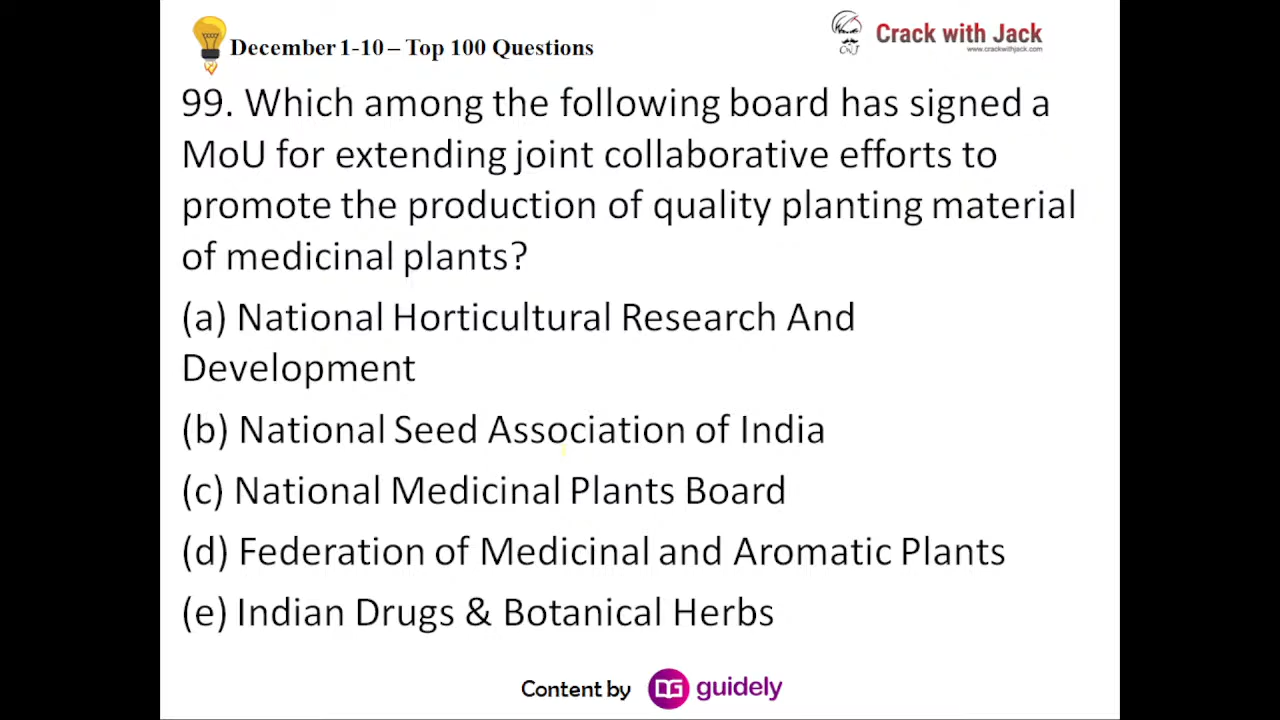 December 1-10 – Top 100 Questions
Crack with Jack
www.crackwithjack.com
CWJ
99. Which among the following board has signed a
MoU for extending joint collaborative efforts to
promote the production of quality planting material
of medicinal plants?
(a) National Horticultural Research And
Development
(b) National Seed Association of India
(c) National Medicinal Plants Board
(d) Federation of Medicinal and Aromatic Plants
(e) Indian Drugs & Botanical Herbs
Content by
guidely